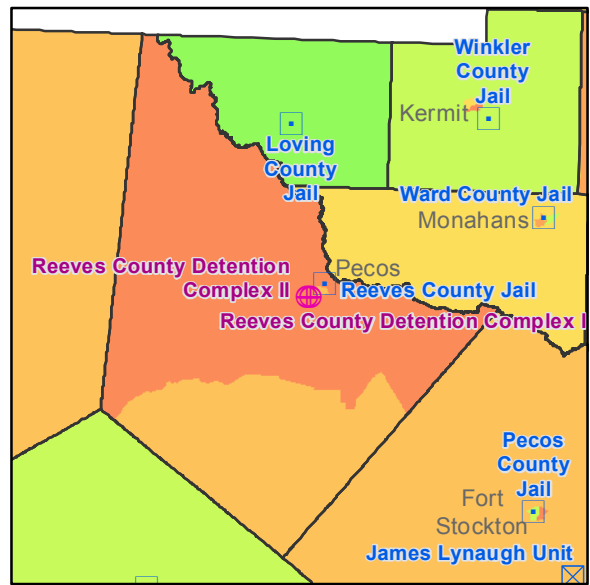 Winkler
County
Jail
Kermit
Loving
County
Jail
Ward County Jail
Monahans
Reeves County Detention
Complex II
Pecos
Reeves County Jail
Reeves County Detention Complex I
Pecos
County
Jail
Fort
Stockton
James Lynaugh Unit